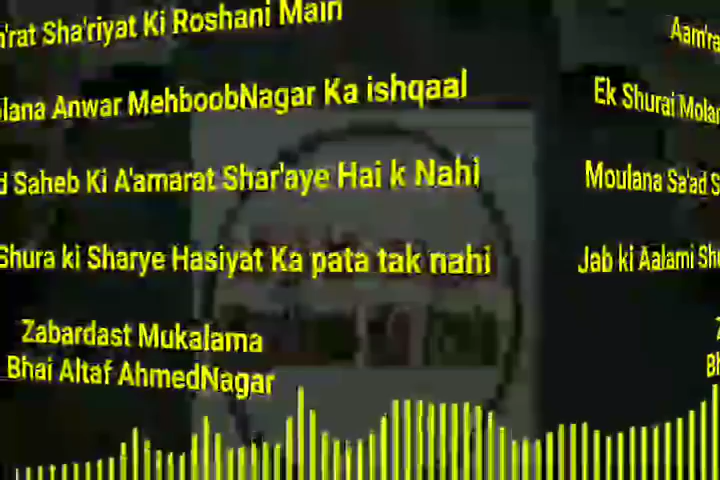 Sha'riyat Ki Roshani Main
Anwar MehboobNagar Ka ishqaal
Saheb Ki A'amarat Shar'aye Hai k Nahi
Shura ki Sharye Hasiyat Ka pata tak nahi
Zabardast Mukalama
Bhai Altaf AhmedNagar
Ek Shurai
Moulana Sa'ad
Jab ki Aalami